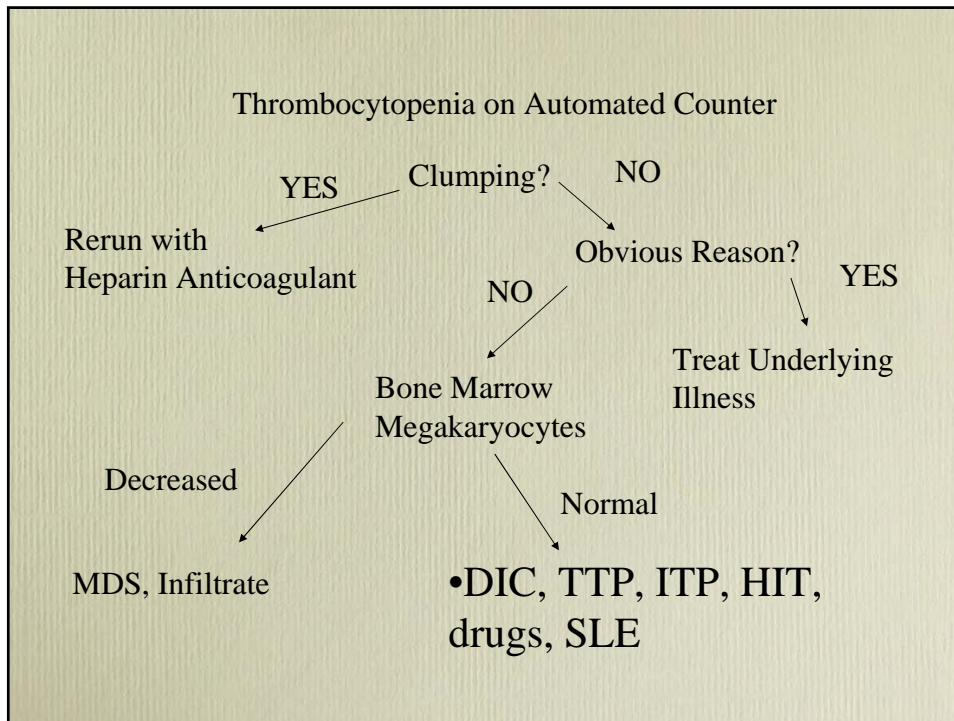 Thrombocytopenia on Automated Counter
Clumping?
YES
NO
Rerun with
Heparin Anticoagulant
Obvious Reason?
NO
YES
Treat Underlying
Illness
Bone Marrow
Megakaryocytes
Decreased
Normal
MDS, Infiltrate
•DIC, TTP, ITP, HIT,
drugs, SLE